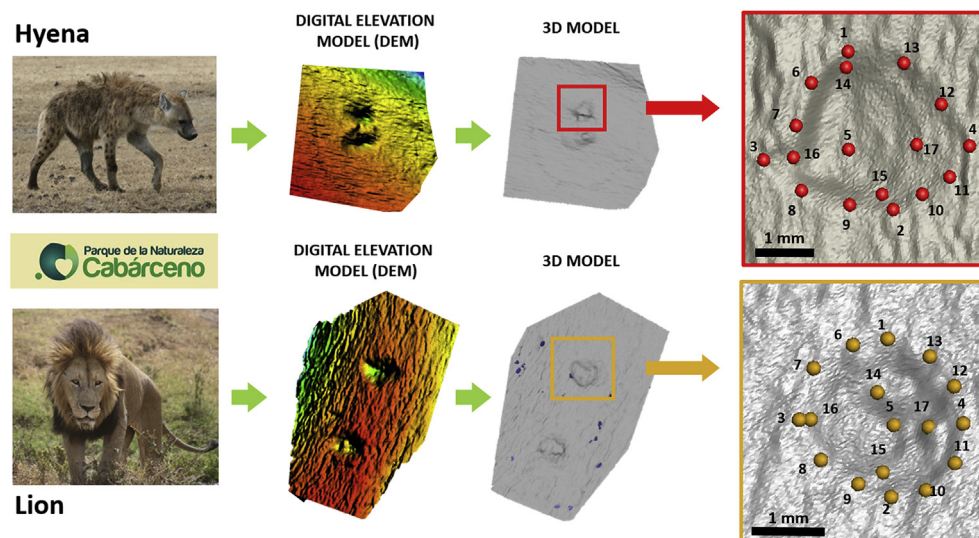 Hyena
DIGITAL ELEVATION
MODEL (DEM)
3D MODEL
1
13
6
14
12
7
5
4
3
16
17
15
11
8
10
9
2
1 mm
Parque de la Naturaleza
Cabárceno
DIGITAL ELEVATION
MODEL (DEM)
3D MODEL
1
6
13
7
14
12
5
17
4
3
16
15
11
8
9
10
2
1 mm
Lion